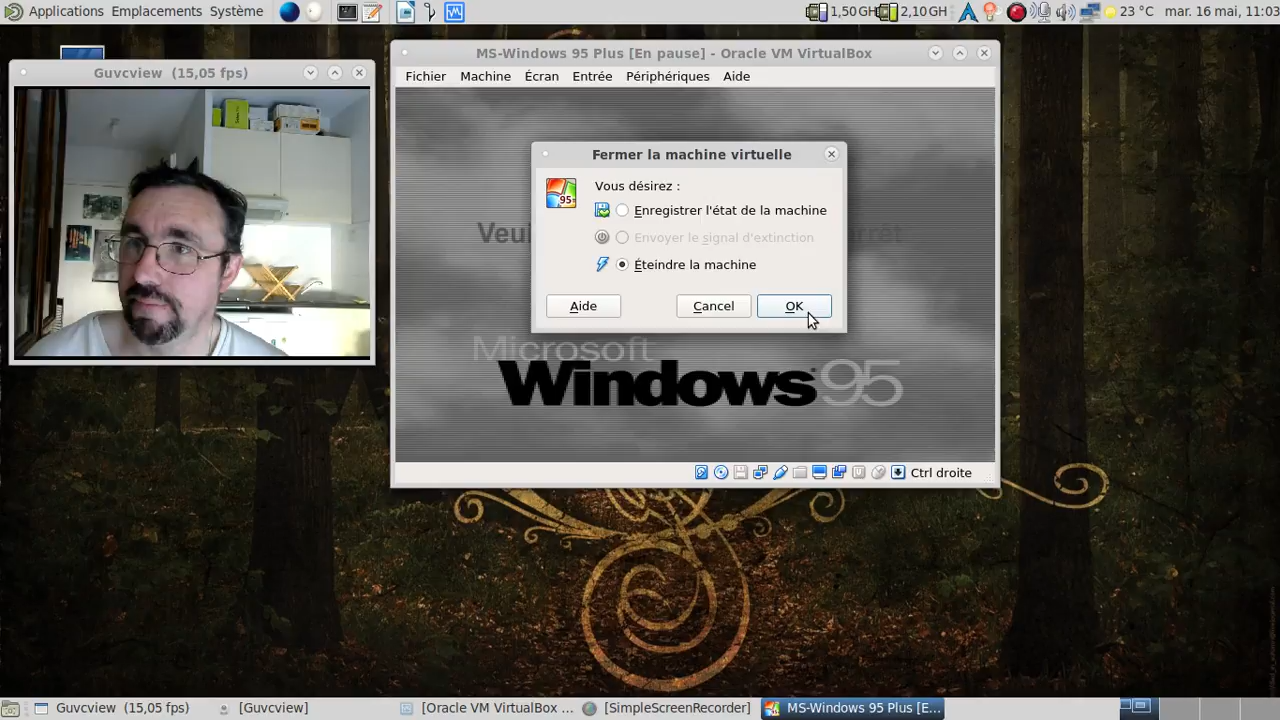 Applications Emplacements Système 1,50 GH 2,10 GH 23 °C mar. 16 mai, 11:03
Guvcview (15,05 fps)
MS-Windows 95 Plus [En pause] - Oracle VM VirtualBox
Fichier Machine Écran Entrée Périphériques Aide
Fermer la machine virtuelle
Vous désirez :
95
Enregistrer l'état de la machine
Envoyer le signal d'extinction
Éteindre la machine
Aide Cancel OK
Microsoft
Windows 95
Ctrl droite
Guvcview (15,05 fps) [Guvcview] [Oracle VM VirtualBox ... [SimpleScreenRecorder] MS-Windows 95 Plus [E...